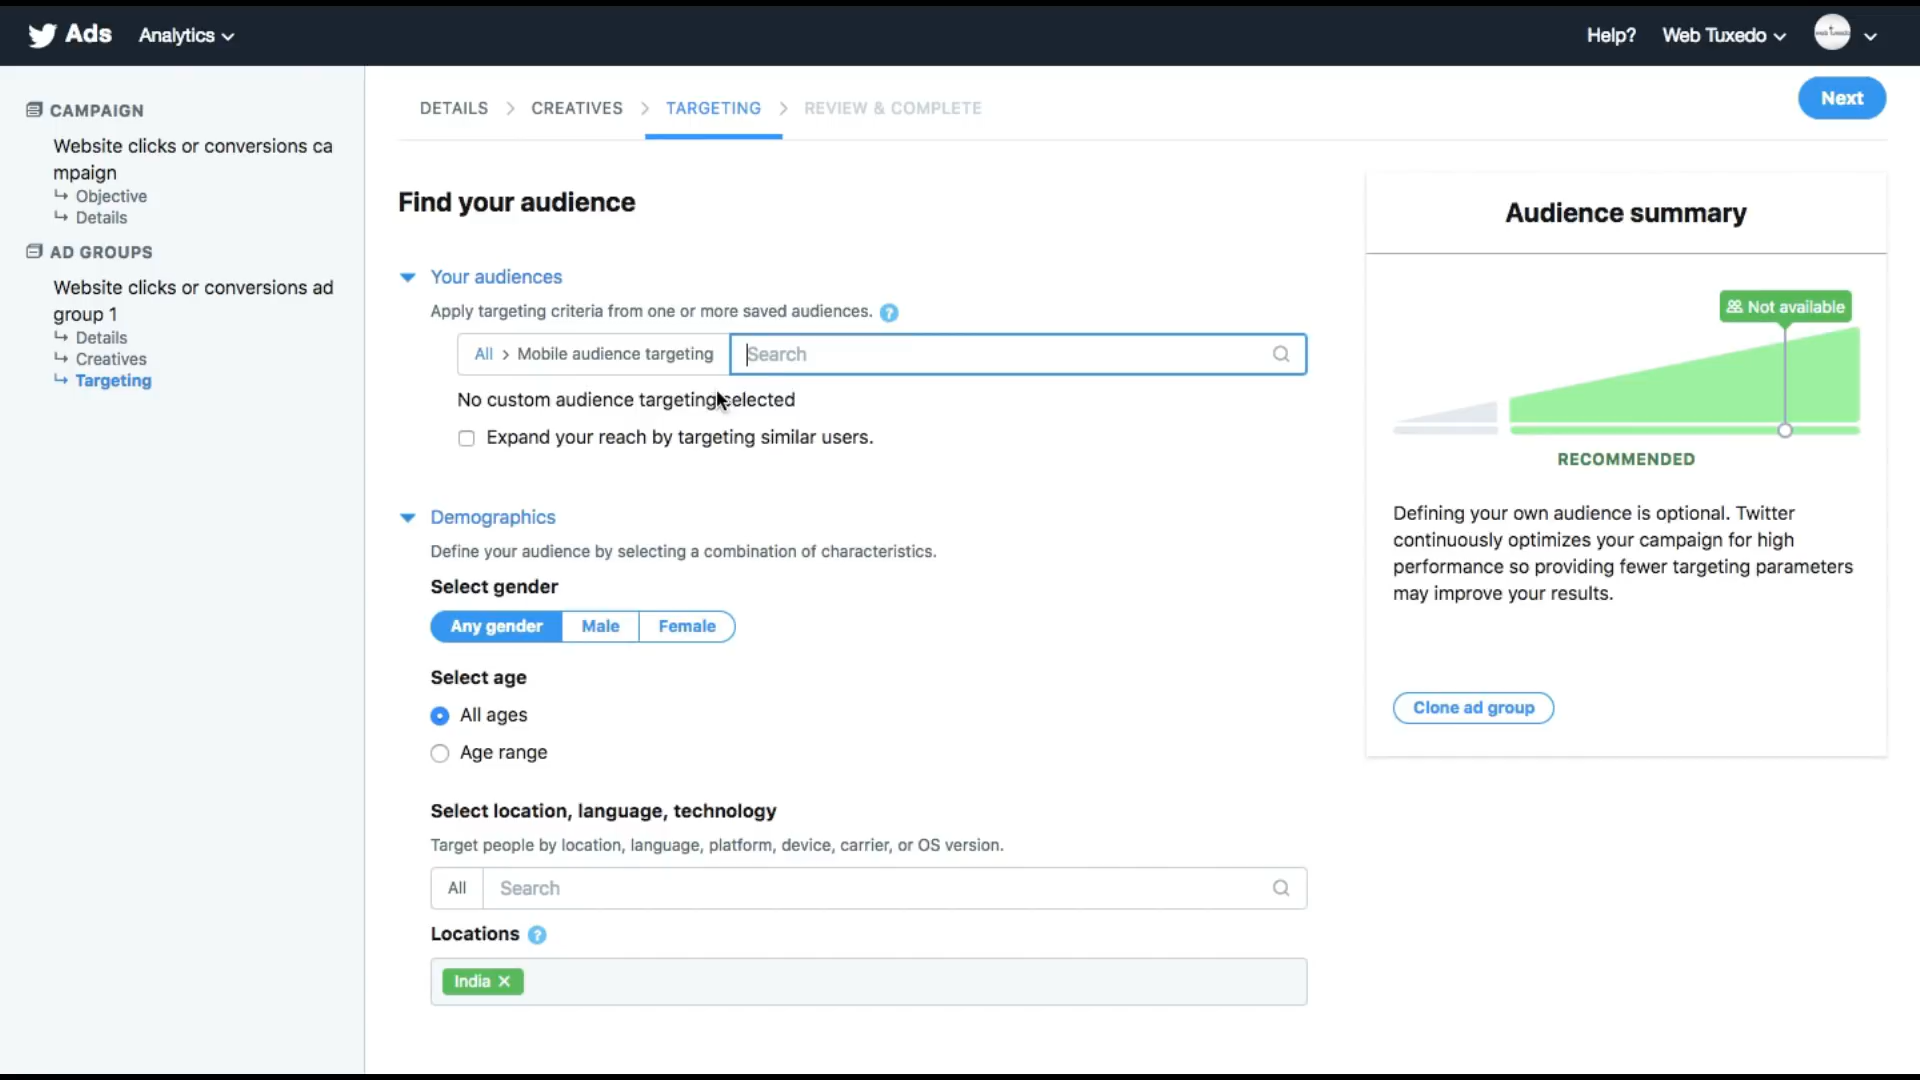 Ads Analytics Help? Web Tuxedo
CAMPAIGN
Website clicks or conversions ca
mpaign
Objective
Details
AD GROUPS
Website clicks or conversions ad
group 1
Details
Creatives
Targeting
DETAILS > CREATIVES > TARGETING > REVIEW & COMPLETE
Next
Find your audience
Your audiences
Apply targeting criteria from one or more saved audiences. ?
All > Mobile audience targeting Search
No custom audience targeting selected
Expand your reach by targeting similar users.
Demographics
Define your audience by selecting a combination of characteristics.
Select gender
Any gender Male Female
Select age
All ages
Age range
Select location, language, technology
Target people by location, language, platform, device, carrier, or OS version.
All Search
Locations ?
India ×
Audience summary
Not available
RECOMMENDED
Defining your own audience is optional. Twitter
continuously optimizes your campaign for high
performance so providing fewer targeting parameters
may improve your results.
Clone ad group